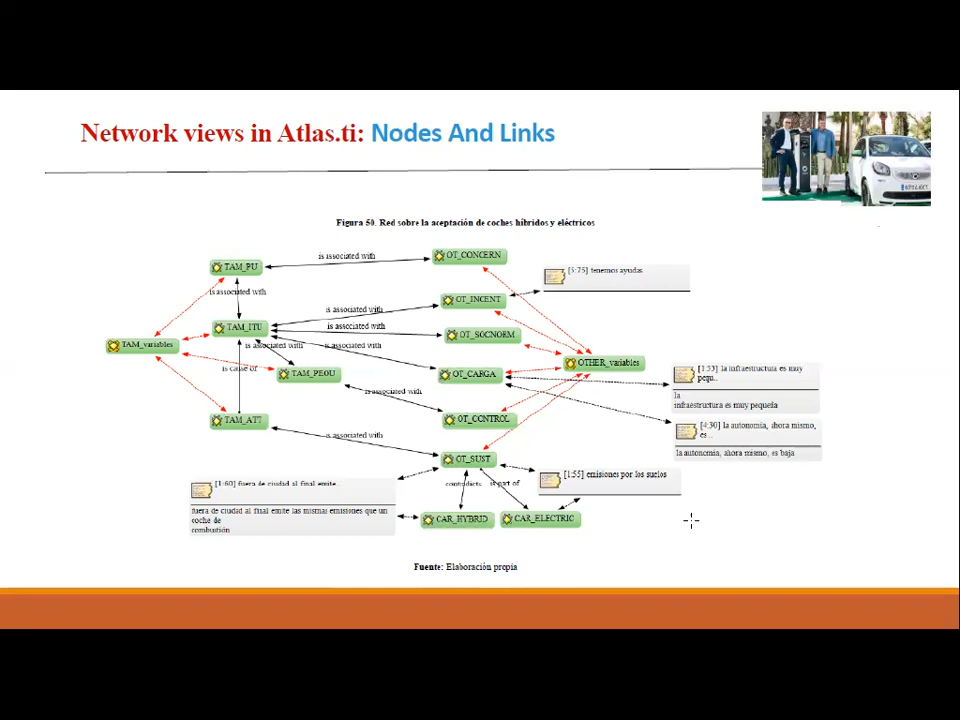 Network views in Atlas.ti: Nodes And Links
Figura 50. Red sobre la aceptación de coches híbridos y eléctricos
is associated with
OT_CONCERN
TAM_PU
[5:75] tenemos ayudas
is associated with
OT_INCENT
is associated with
TAM_ITU
is associated with
OT_SOCNORM
TAM_variables
is associated with
is associated with
OTHER_variables
is cause of
TAM_PEOU
OT_CARGA
[1:53] la infraestructura es muy
pequ..
is associated with
la
infraestructura es muy pequeña
TAM_ATT
OT_CONTROL
[4:30] la autonomía, ahora mismo,
es ..
is associated with
la autonomía, ahora mismo, es baja
OT_SUST
[1:60] fuera de ciudad al final emite..
contradicts
is part of
[1:55] emisiones por los suelos
fuera de ciudad al final emite las mismas emisiones que un
coche de
combustión
CAR_HYBRID
CAR_ELECTRIC
Fuente: Elaboración propia